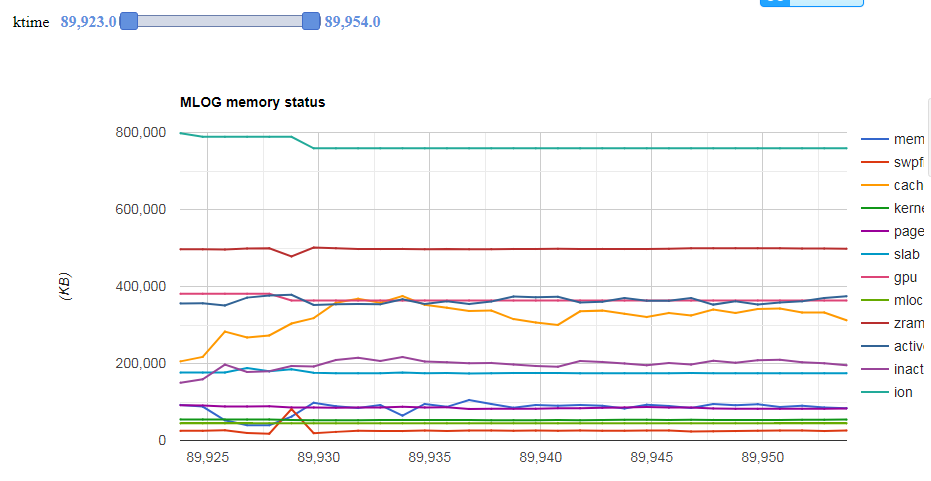 ktime 89,923.0 89,954.0
MLOG memory status
(KB)
800,000
600,000
400,000
200,000
0
89,925 89,930 89,935 89,940 89,945 89,950
mem
swpf
cach
kerne
page
slab
gpu
mloc
zram
activ
inact
ion